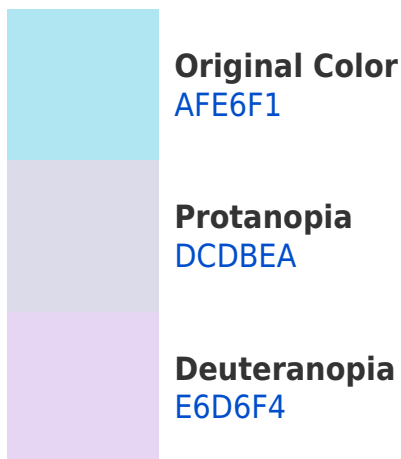 Original Color
AFE6F1
Protanopia
DCDBEA
Deuteranopia
E6D6F4